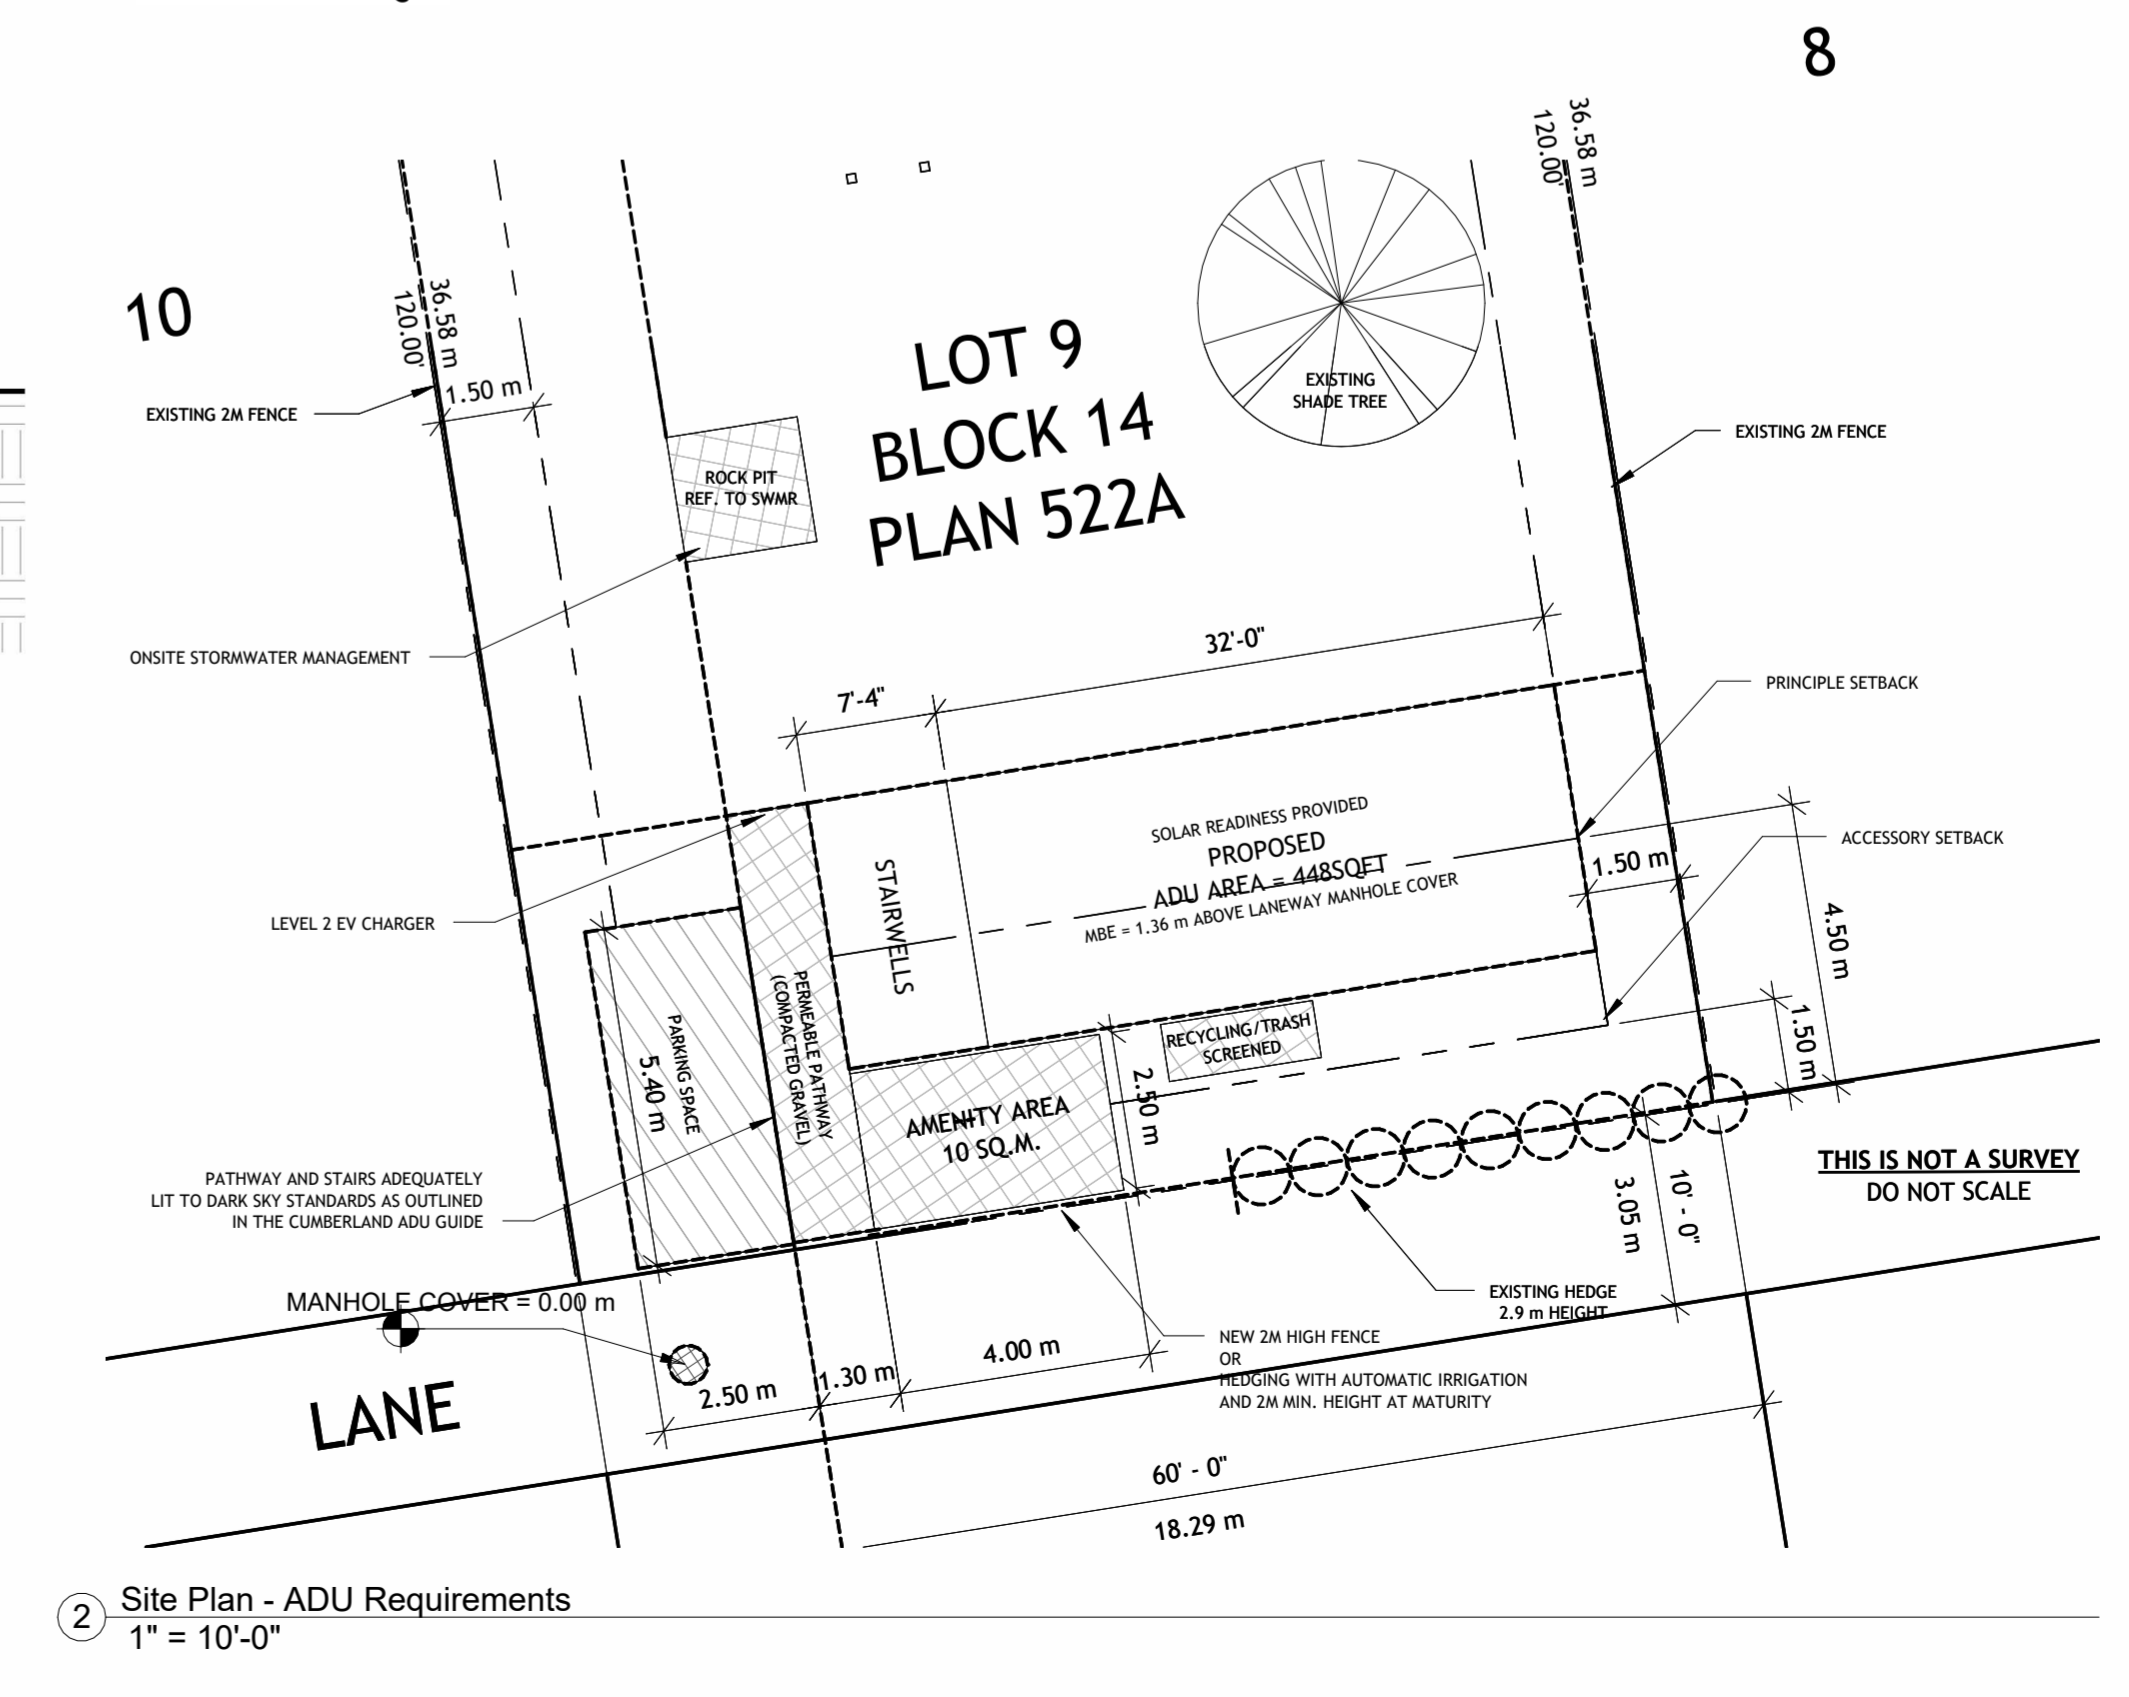 8
36.58 m
120.00'
10
36.58 m
120.00'
1.50 m
EXISTING 2M FENCE
LOT 9
BLOCK 14
PLAN 522A
EXISTING
SHADE TREE
EXISTING 2M FENCE
ROCK PIT
REF. TO SWMR
ONSITE STORMWATER MANAGEMENT
32'-0"
7'-4"
PRINCIPLE SETBACK
SOLAR READINESS PROVIDED
PROPOSED
ADU AREA = 448SQFT
MBE = 1.36 m ABOVE LANEWAY MANHOLE COVER
1.50 m
ACCESSORY SETBACK
STAIRWELLS
LEVEL 2 EV CHARGER
4.50 m
1.50 m
PERMEABLE PATHWAY
(COMPACTED GRAVEL)
PARKING SPACE
5.40 m
RECYCLING/TRASH
SCREENED
2.50 m
AMENITY AREA
10 SQ.M.
PATHWAY AND STAIRS ADEQUATELY
LIT TO DARK SKY STANDARDS AS OUTLINED
IN THE CUMBERLAND ADU GUIDE
THIS IS NOT A SURVEY
DO NOT SCALE
3.05 m
10' - 0"
EXISTING HEDGE
2.9 m HEIGHT
MANHOLE COVER = 0.00 m
NEW 2M HIGH FENCE
OR
HEDGING WITH AUTOMATIC IRRIGATION
AND 2M MIN. HEIGHT AT MATURITY
4.00 m
1.30 m
2.50 m
LANE
60' - 0"
18.29 m
2
Site Plan - ADU Requirements
1" = 10'-0"